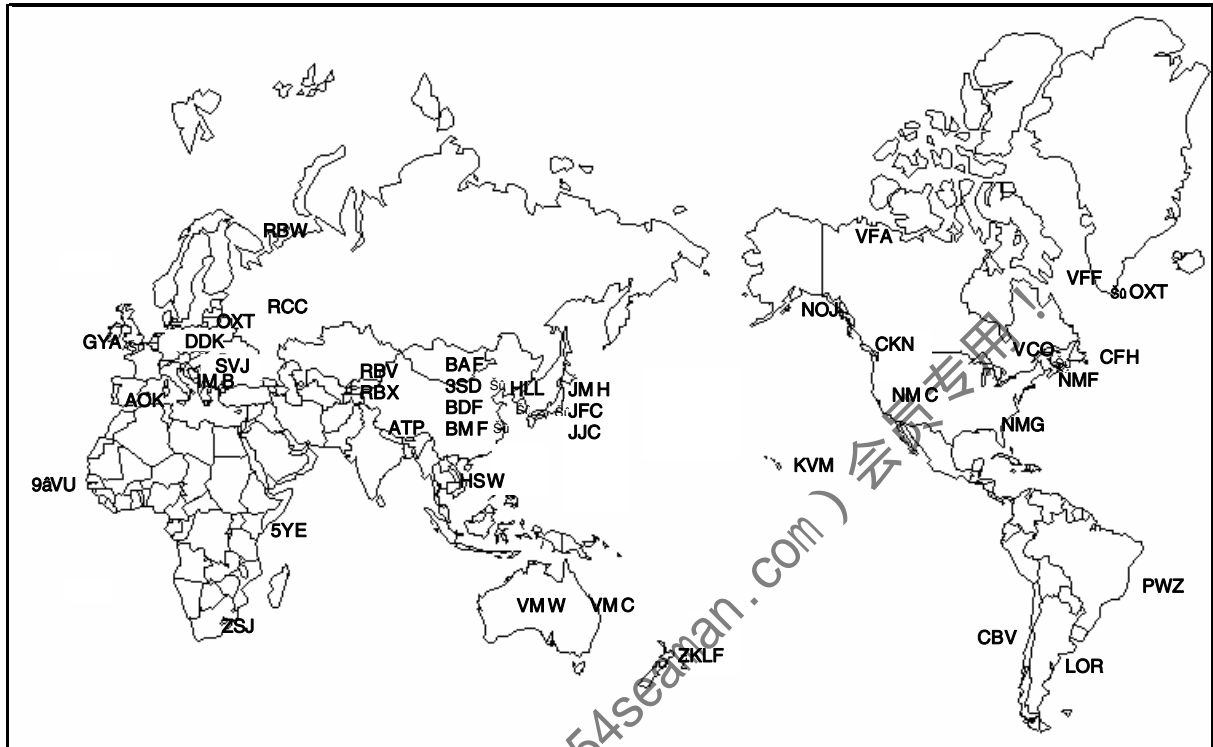 RBW
VFA
VFF
OXT
NOJ
RCC
OXT
GYA
DDK
CKN
VCO
CFH
SVJ
BAF
RBV
IMB
3SD
HLL
JMH
NMF
RBX
NMC
AOK
BDF
JFC
ATP
BMF
JJC
NMG
KVM
9âVU
HSW
5YE
PWZ
VMW
VMC
ZSJ
CBV
ZKLF
LOR
54seaman.com）会员专用！